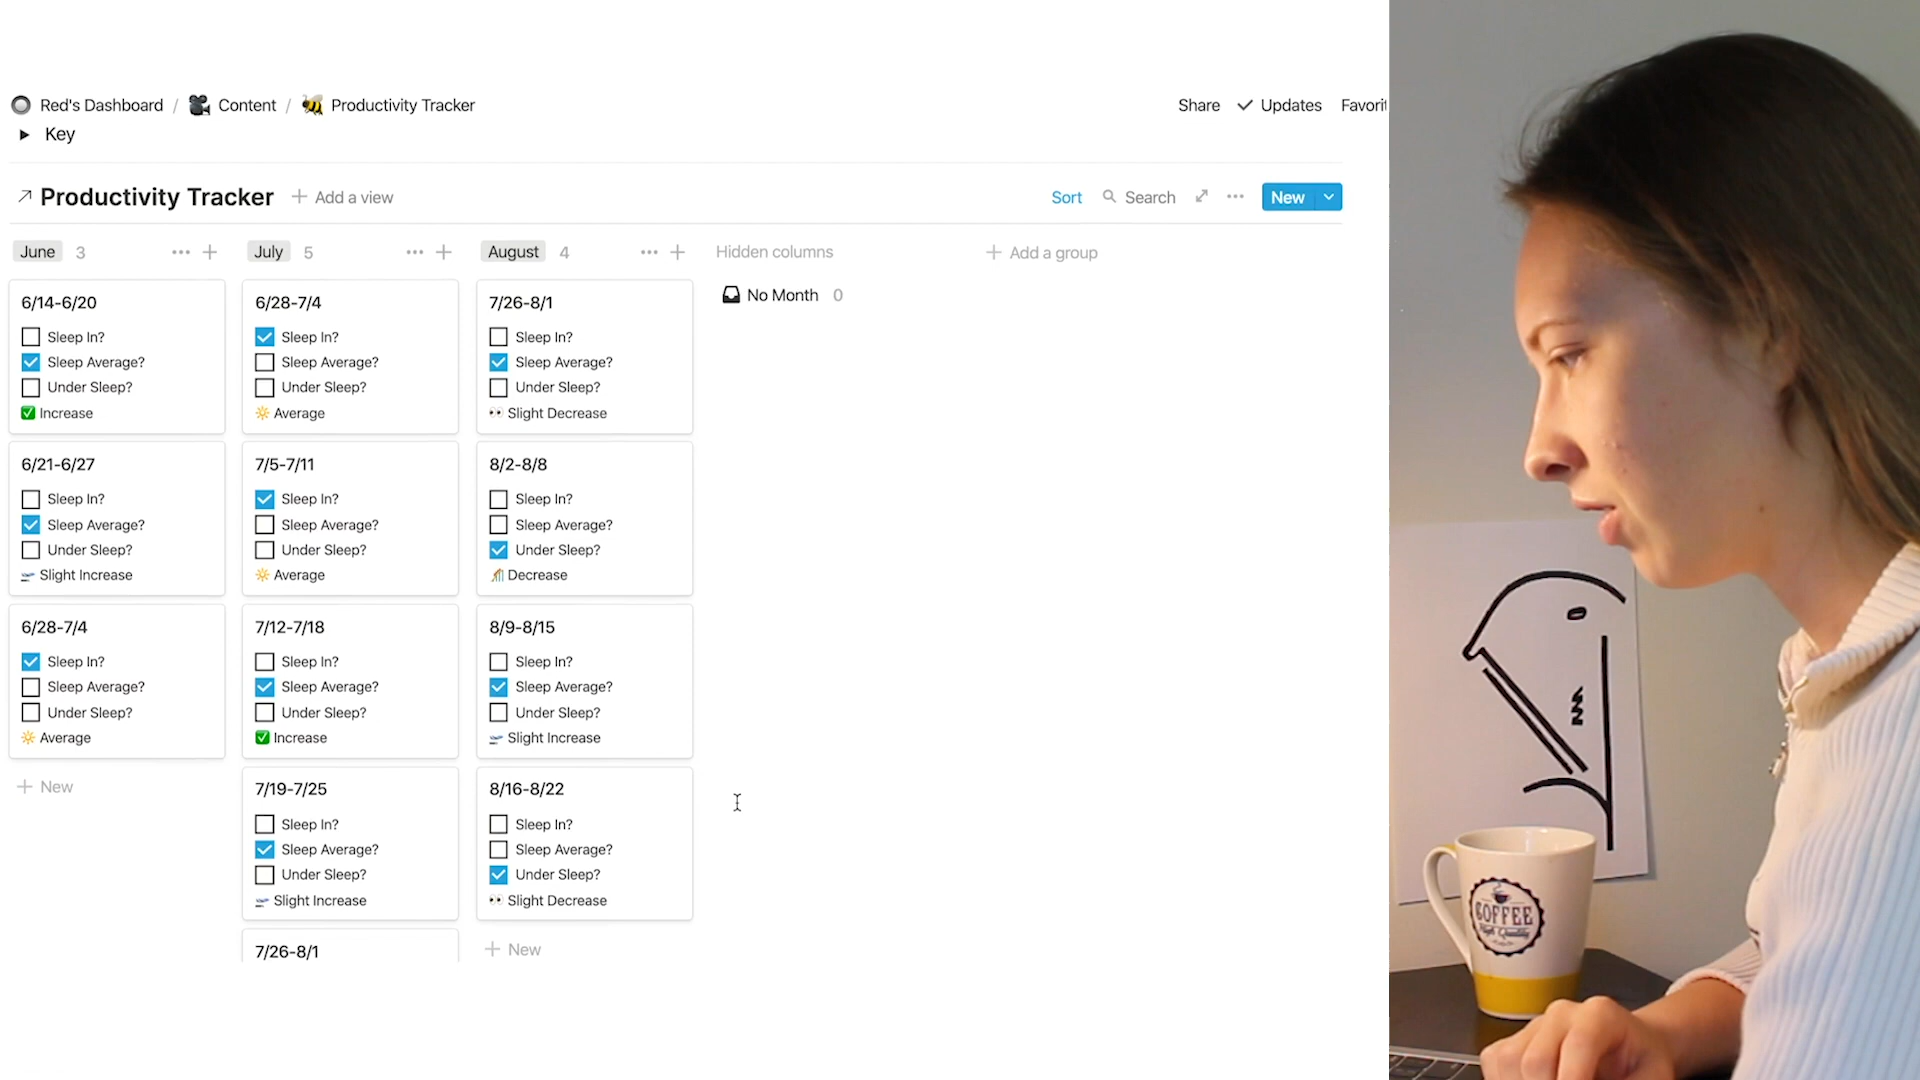 Red's Dashboard / Content / Productivity Tracker
Share Updates Favorit
Key
Productivity Tracker Add a view
Sort Search New
June 3
6/14-6/20
Sleep In?
Sleep Average?
Under Sleep?
Increase
6/21-6/27
Sleep In?
Sleep Average?
Under Sleep?
Slight Increase
6/28-7/4
Sleep In?
Sleep Average?
Under Sleep?
Average
New
July 5
6/28-7/4
Sleep In?
Sleep Average?
Under Sleep?
Average
7/5-7/11
Sleep In?
Sleep Average?
Under Sleep?
Average
7/12-7/18
Sleep In?
Sleep Average?
Under Sleep?
Increase
7/19-7/25
Sleep In?
Sleep Average?
Under Sleep?
Slight Increase
7/26-8/1
August 4
7/26-8/1
Sleep In?
Sleep Average?
Under Sleep?
Slight Decrease
8/2-8/8
Sleep In?
Sleep Average?
Under Sleep?
Decrease
8/9-8/15
Sleep In?
Sleep Average?
Under Sleep?
Slight Increase
8/16-8/22
Sleep In?
Sleep Average?
Under Sleep?
Slight Decrease
New
Hidden columns
No Month 0
Add a group
COFFEE
High Quality